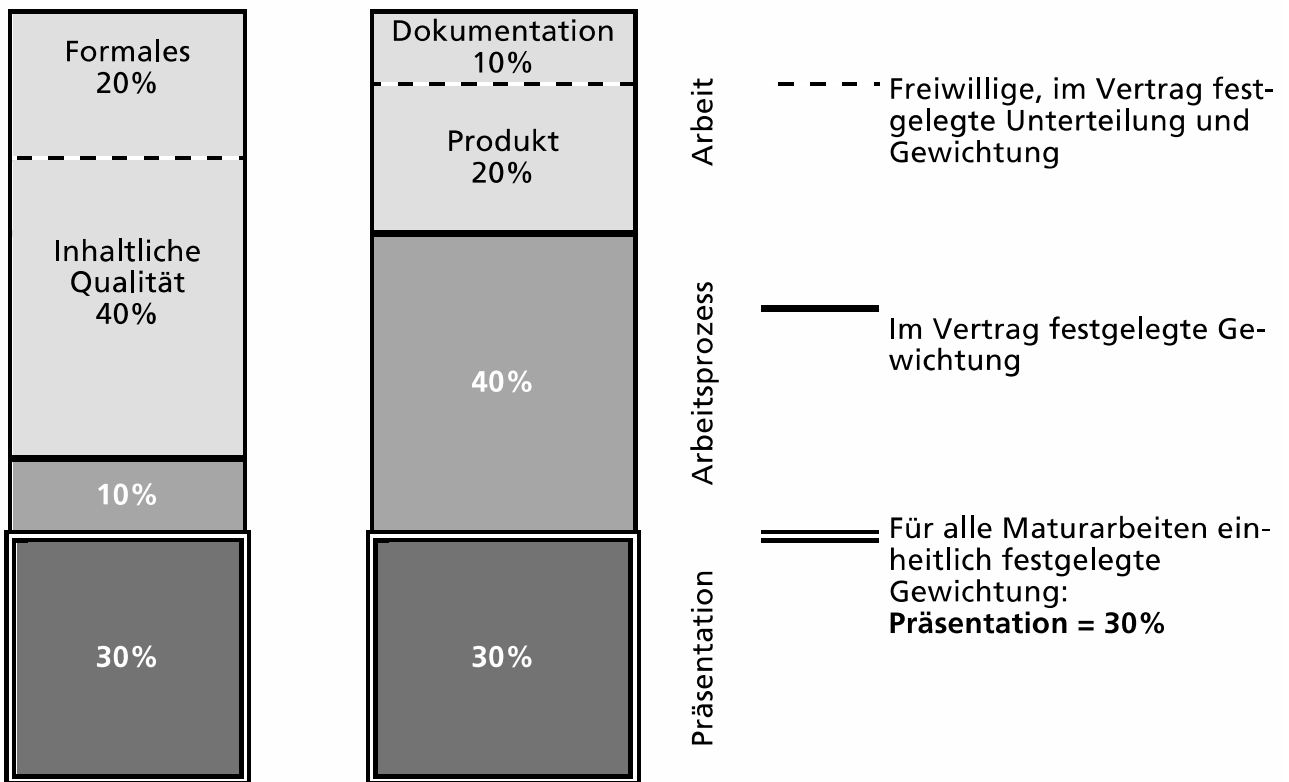 Formales
20%
Inhaltliche
Qualität
40%
10%
30%
Dokumentation
10%
Produkt
20%
40%
30%
Arbeit
Arbeitsprozess
Präsentation
Freiwillige, im Vertrag fest-
gelegte Unterteilung und
Gewichtung
Im Vertrag festgelegte Ge-
wichtung
Für alle Maturarbeiten ein-
heitlich festgelegte
Gewichtung:
Präsentation = 30%